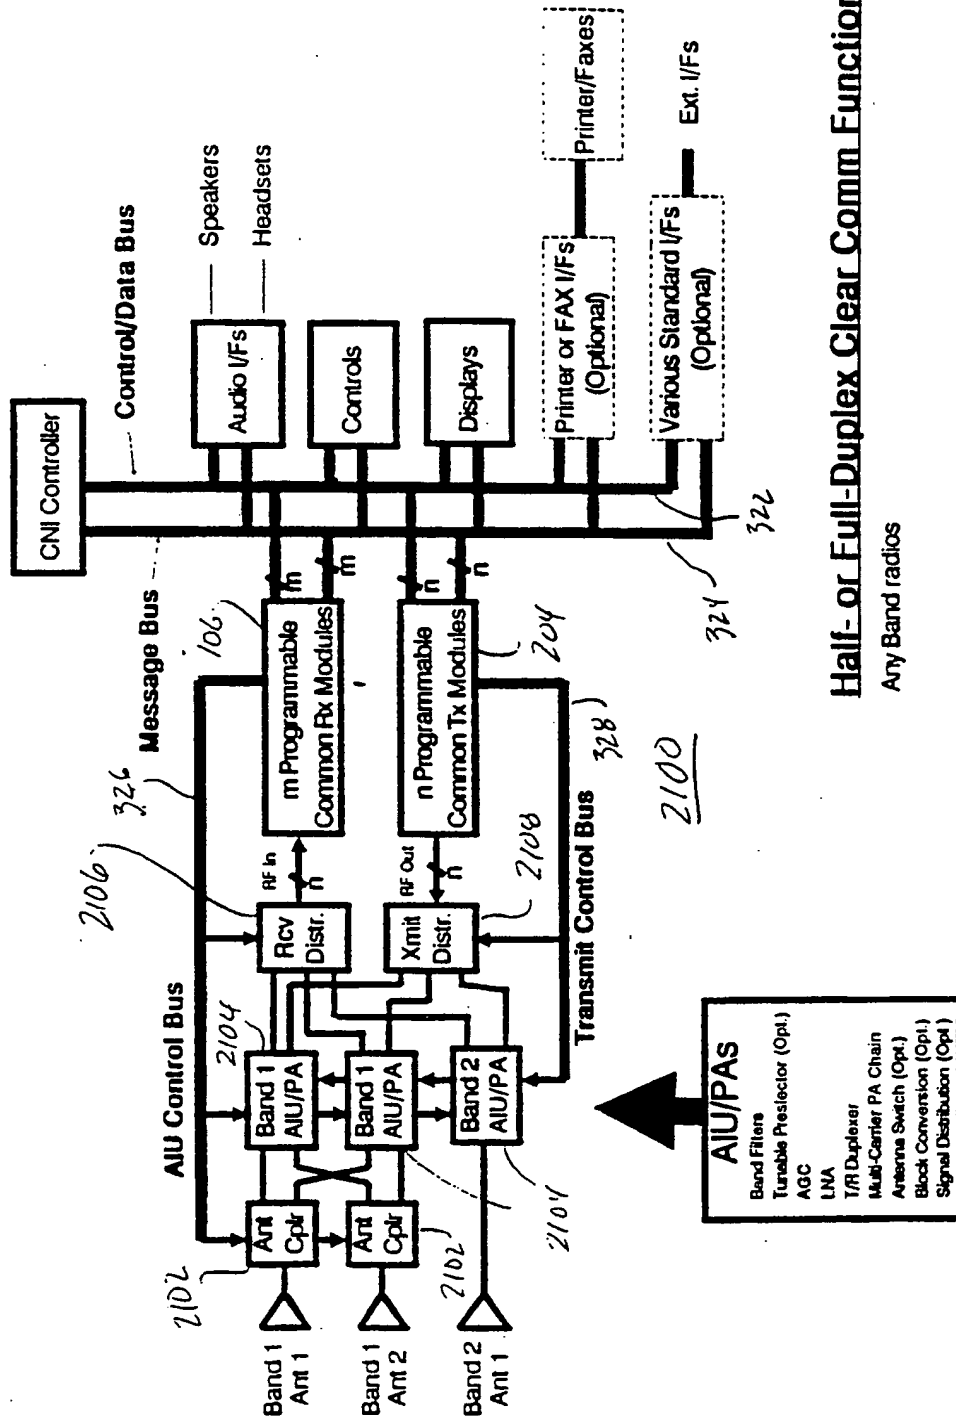 CNI Controller
Message Bus
Control/Data Bus
Audio I/Fs
Speakers
Headsets
Controls
Displays
Printer or FAX I/Fs
(Optional)
Printer/Faxes
Various Standard I/Fs
(Optional)
Ext. I/Fs
322
324
106
m Programmable
Common Rx Modules
m
m
n Programmable
Common Tx Modules
n
n
204
326
328
AIU Control Bus
Transmit Control Bus
2106
Rcv
Distr.
RF In
n
Xmit
Distr.
RF Out
n
2108
2104
Band 1
AIU/PA
Band 1
AIU/PA
Band 2
AIU/PA
2104
2102
Ant
Cplr
Ant
Cplr
2102
Band 1
Ant 1
Band 1
Ant 2
Band 2
Ant 1
2100
AIU/PAs
Band Filters
Tunable Preslector (Opt.)
AGC
LNA
T/R Duplexer
Multi-Carrier PA Chain
Antenna Switch (Opt.)
Block Conversion (Opt.)
Signal Distribution (Opt)
Half- or Full-Duplex Clear Comm Function
Any Band radios